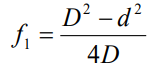 f₁ = (D² − d²) / 4D